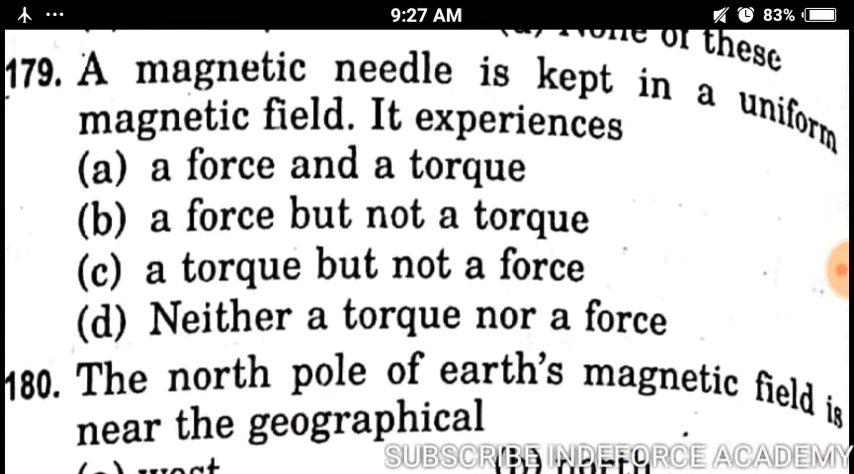 9:27 AM
83%
(d) None of these
179. A magnetic needle is kept in a uniform
magnetic field. It experiences
(a) a force and a torque
(b) a force but not a torque
(c) a torque but not a force
(d) Neither a torque nor a force
180. The north pole of earth's magnetic field is
near the geographical
(a) west (b) north
SUBSCRIBE INDEFORCE ACADEMY